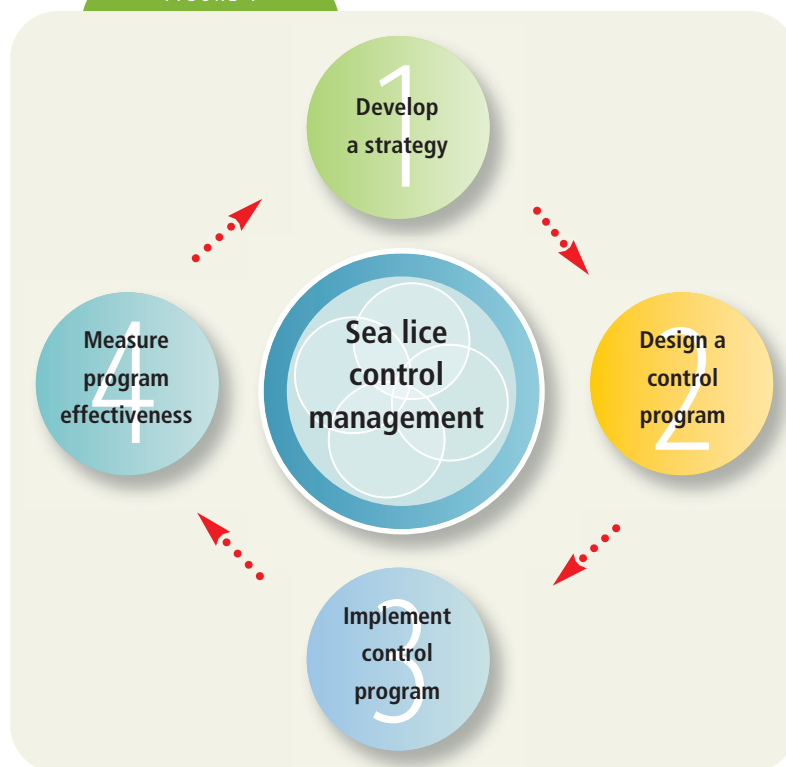 1
Develop
a strategy
2
Design a
control
program
3
Implement
control
program
4
Measure
program
effectiveness
Sea lice
control
management